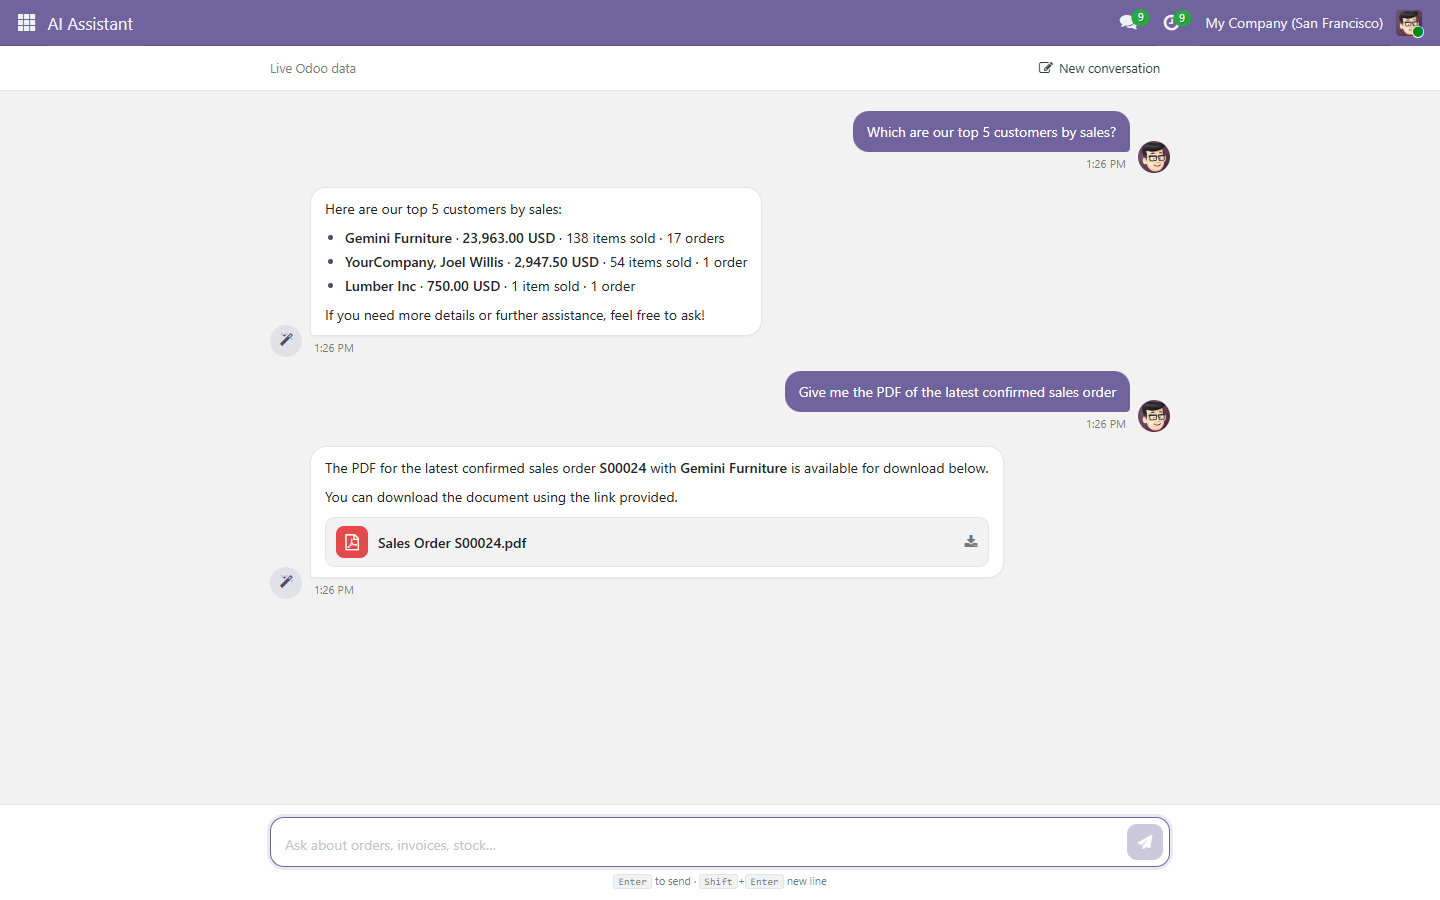 AI Assistant
9
9
My Company (San Francisco)
Live Odoo data
New conversation
Which are our top 5 customers by sales?
1:26 PM
Here are our top 5 customers by sales:
• Gemini Furniture · 23,963.00 USD · 138 items sold · 17 orders
• YourCompany, Joel Willis · 2,947.50 USD · 54 items sold · 1 order
• Lumber Inc · 750.00 USD · 1 item sold · 1 order
If you need more details or further assistance, feel free to ask!
1:26 PM
Give me the PDF of the latest confirmed sales order
1:26 PM
The PDF for the latest confirmed sales order S00024 with Gemini Furniture is available for download below.
You can download the document using the link provided.
Sales Order S00024.pdf
1:26 PM
Ask about orders, invoices, stock...
Enter to send · Shift + Enter new line